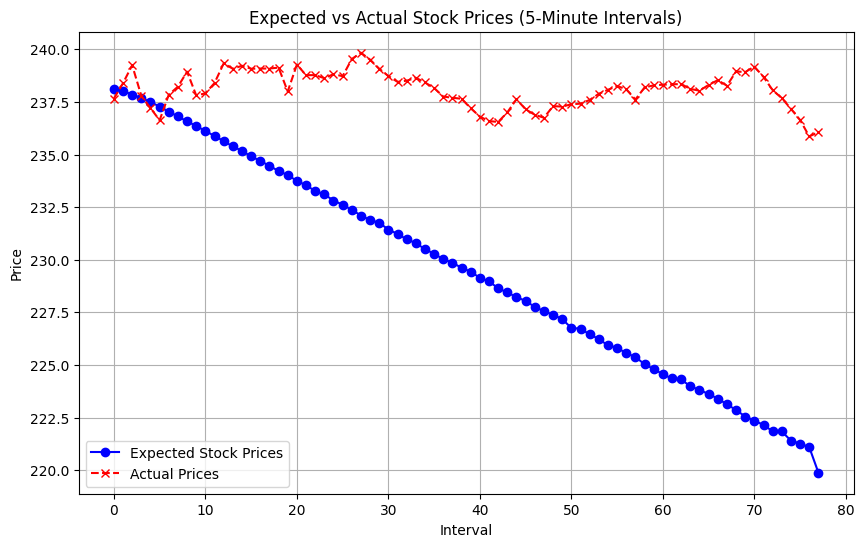 Expected vs Actual Stock Prices (5-Minute Intervals)
240.0
237.5
235.0
232.5
230.0
227.5
225.0
222.5
220.0
Price
Expected Stock Prices
Actual Prices
0 10 20 30 40 50 60 70 80
Interval